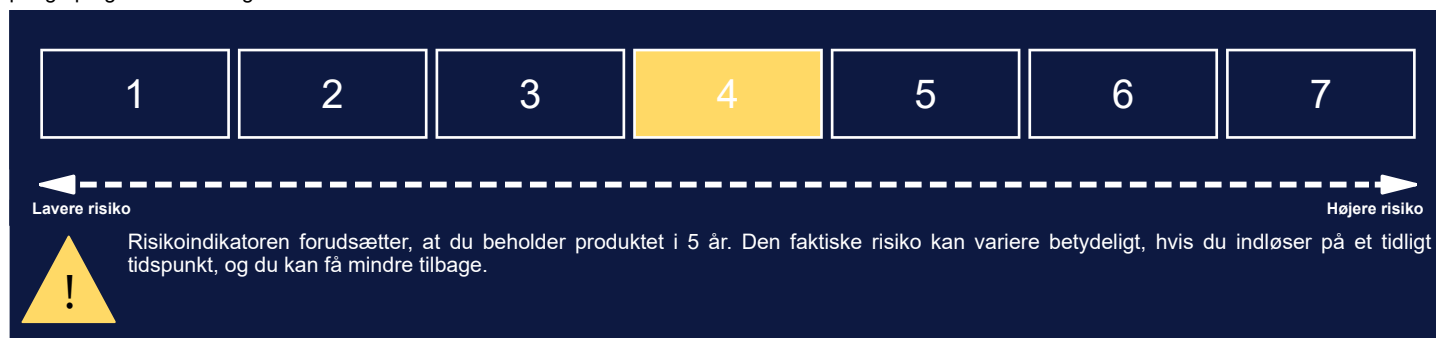 1 2 3 4 5 6 7
Lavere risiko Højere risiko
Risikoindikatoren forudsætter, at du beholder produktet i 5 år. Den faktiske risiko kan variere betydeligt, hvis du indløser på et tidligt
tidspunkt, og du kan få mindre tilbage.
!